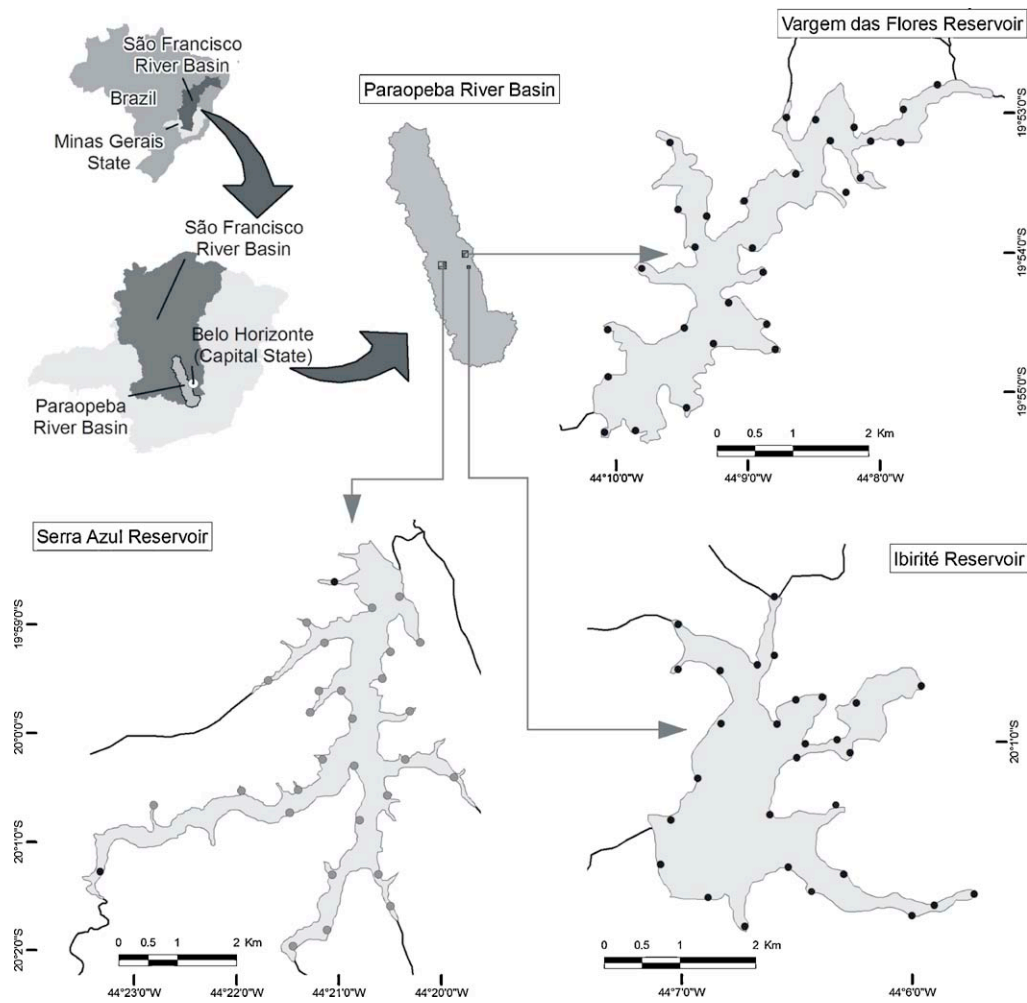 São Francisco
River Basin
Brazil
Minas Gerais
State
São Francisco
River Basin
Belo Horizonte
(Capital State)
Paraopeba
River Basin
Paraopeba River Basin
Vargem das Flores Reservoir
19°53'0"S
19°54'0"S
19°55'0"S
0 0.5 1 2 Km
44°10'0"W 44°9'0"W 44°8'0"W
Serra Azul Reservoir
19°59'0"S
20°0'0"S
20°1'0"S
20°2'0"S
0 0.5 1 2 Km
44°23'0"W 44°22'0"W 44°21'0"W 44°20'0"W
Ibirité Reservoir
20°1'0"S
0 0.5 1 2 Km
44°7'0"W 44°6'0"W